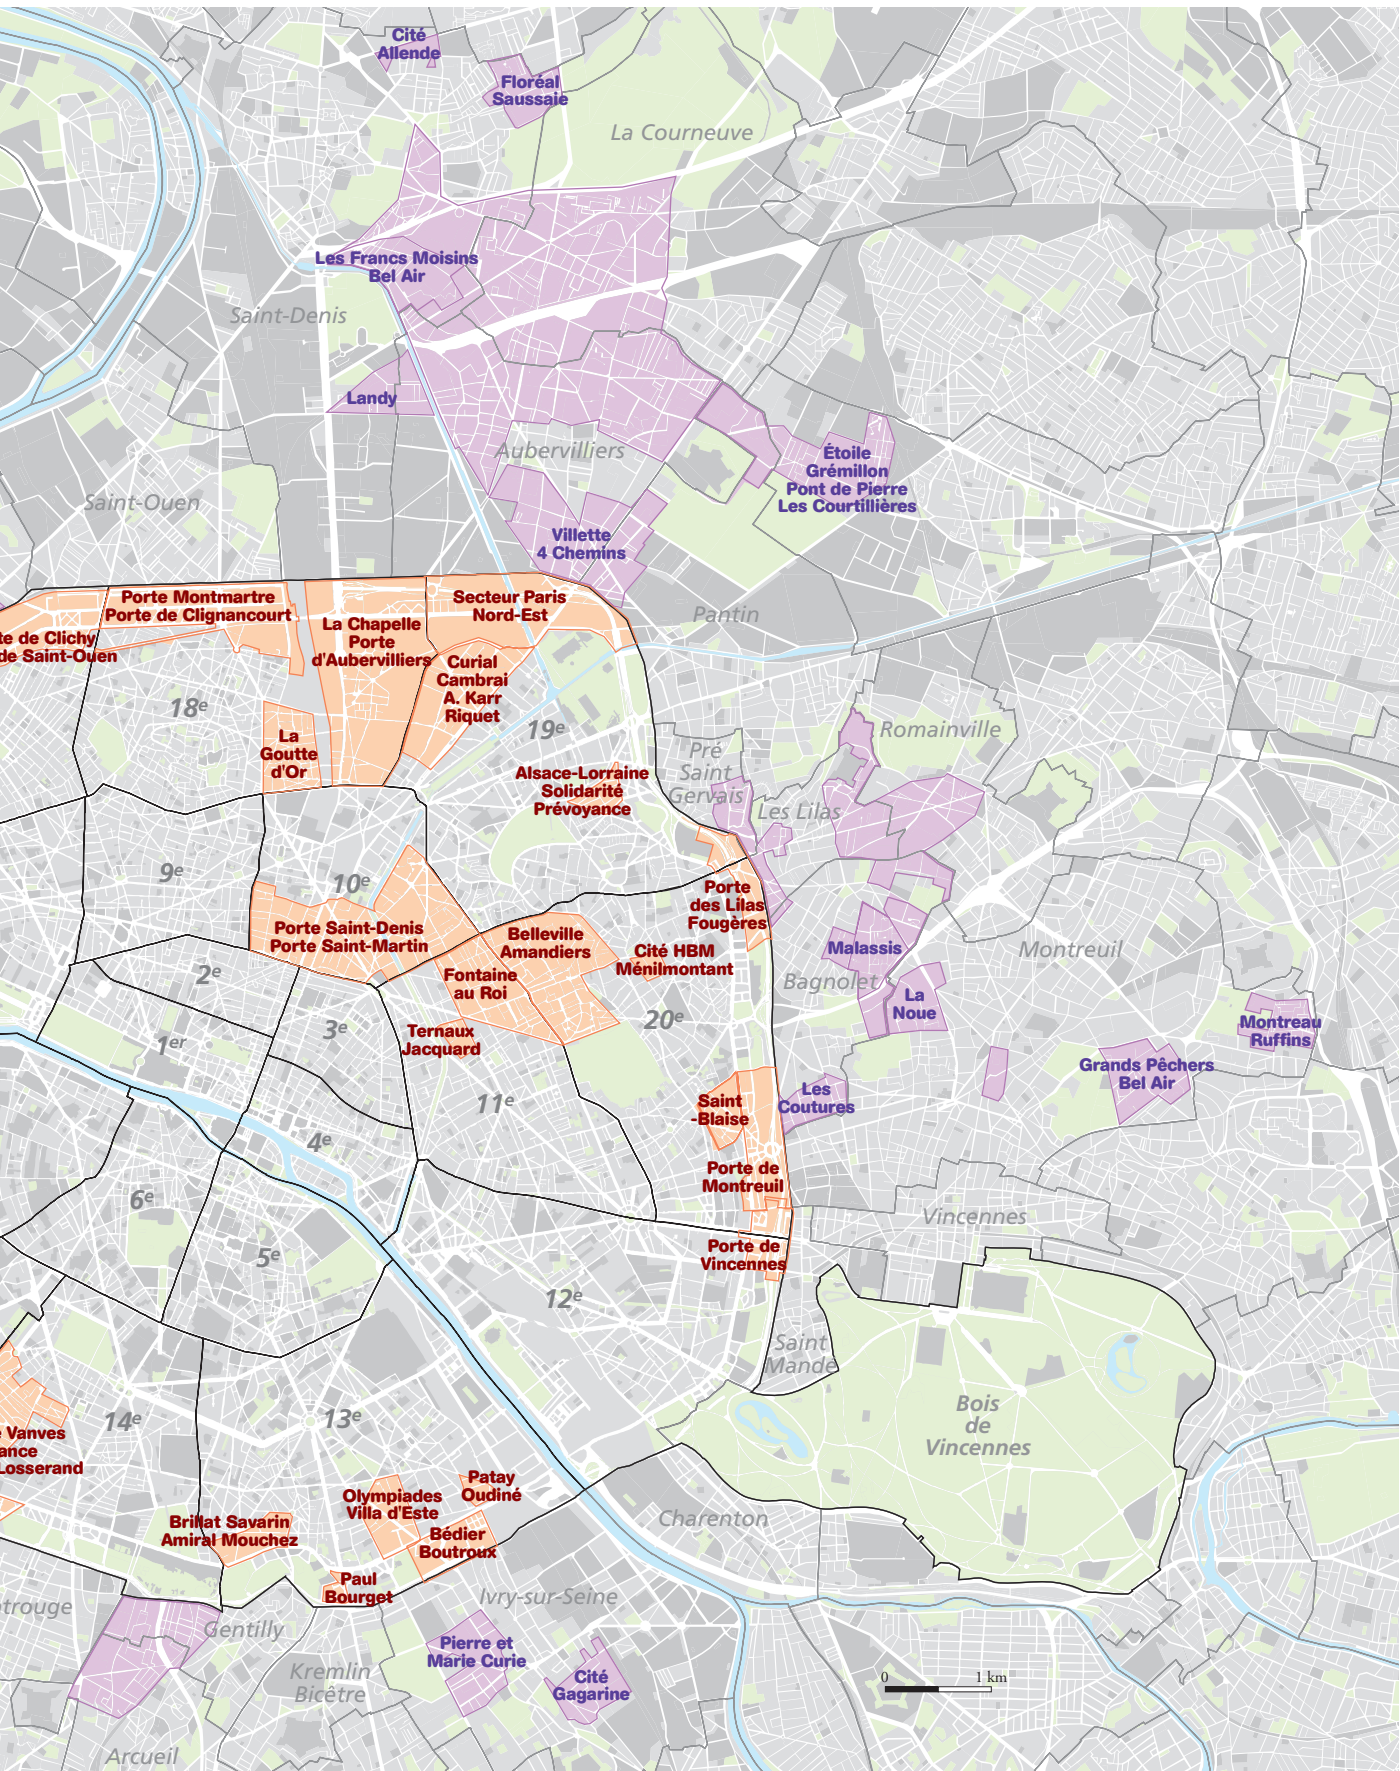 Cité
Allende
Floréal
Saussaie
La Courneuve
Les Francs Moisins
Bel Air
Saint-Denis
Landy
Aubervilliers
Étoile
Grémillon
Pont de Pierre
Les Courtillières
Saint-Ouen
Villette
4 Chemins
Porte Montmartre
Porte de Clignancourt
Secteur Paris
Nord-Est
Pantin
La Chapelle
Porte
d'Aubervilliers
te de Clichy
de Saint-Ouen
Curial
Cambrai
A. Karr
Riquet
18e
19e
Romainville
La
Goutte
d'Or
Pré
Saint
Gervais
Alsace-Lorraine
Solidarité
Prévoyance
Les Lilas
9e
10e
Porte
des Lilas
Fougères
Porte Saint-Denis
Porte Saint-Martin
Belleville
Amandiers
Cité HBM
Ménilmontant
Malassis
Montreuil
2e
Fontaine
au Roi
Bagnolet
La
Noue
3e
20e
1er
Ternaux
Jacquard
Montreau
Ruffins
Grands Pêchers
Bel Air
11e
Saint
-Blaise
Les
Coutures
4e
Porte de
Montreuil
6e
Vincennes
5e
Porte de
Vincennes
12e
Saint
Mandé
14e
13e
Bois
de
Vincennes
e Vanves
ance
Losserand
Olympiades
Villa d'Este
Patay
Oudiné
Brillat Savarin
Amiral Mouchez
Bédier
Boutroux
Charenton
Paul
Bourget
Ivry-sur-Seine
ntrouge
Gentilly
Pierre et
Marie Curie
Kremlin
Bicêtre
Cité
Gagarine
0 1 km
Arcueil